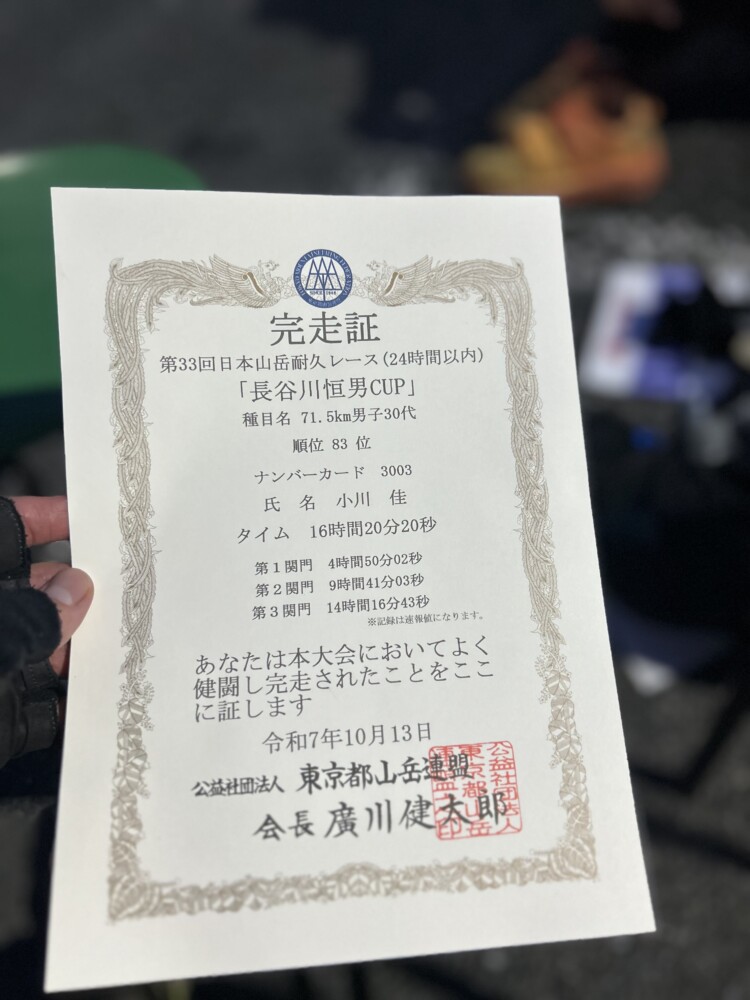 完走証
第33回日本山岳耐久レース(24時間以内)
「長谷川恒男CUP」
種目名 71.5km男子30代
順位 83 位
ナンバーカード 3003
氏 名 小川 佳
タイム 16時間20分20秒
第1関門 4時間50分02秒
第2関門 9時間41分03秒
第3関門 14時間16分43秒
※記録は速報値になります。
あなたは本大会においてよく
健闘し完走されたことをここ
に証します
令和7年10月13日
公益社団法人 東京都山岳連盟
会長 廣川健太郎